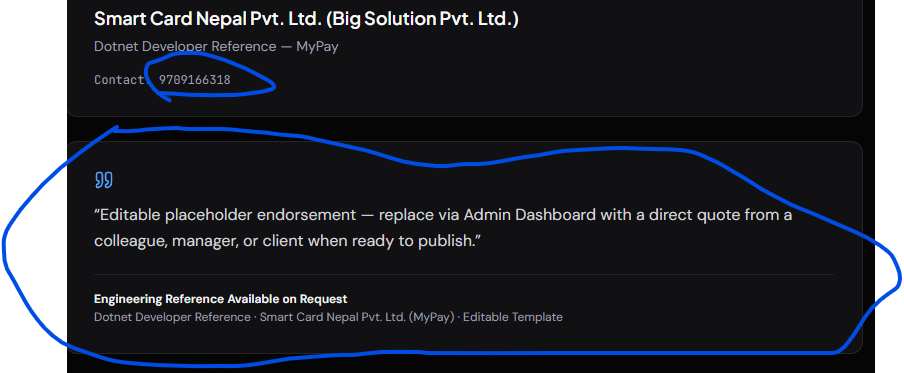 Smart Card Nepal Pvt. Ltd. (Big Solution Pvt. Ltd.)
Dotnet Developer Reference — MyPay
Contact 9709166318
“Editable placeholder endorsement — replace via Admin Dashboard with a direct quote from a
colleague, manager, or client when ready to publish.”
Engineering Reference Available on Request
Dotnet Developer Reference · Smart Card Nepal Pvt. Ltd. (MyPay) · Editable Template